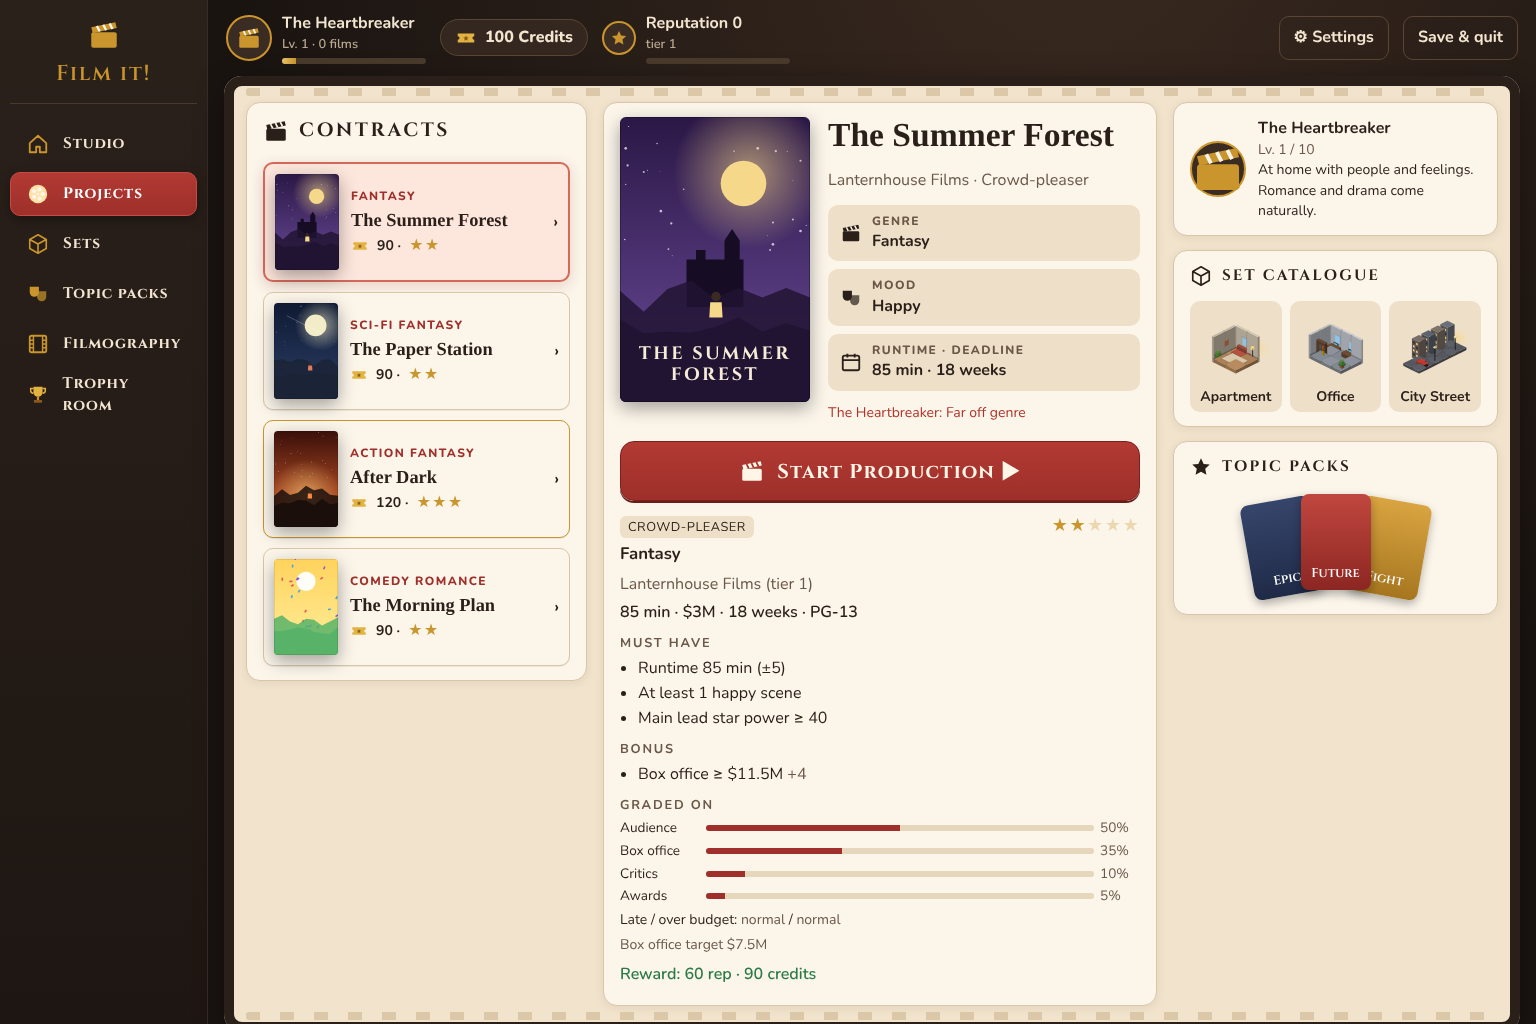 FILM IT!
STUDIO
PROJECTS
SETS
TOPIC PACKS
FILMOGRAPHY
TROPHY
ROOM
The Heartbreaker
Lv. 1 · 0 films
100 Credits
Reputation 0
tier 1
⚙ Settings
Save & quit
CONTRACTS
FANTASY
The Summer Forest
90 · ★★
›
SCI-FI FANTASY
The Paper Station
90 · ★★
›
ACTION FANTASY
After Dark
120 · ★★★
›
COMEDY ROMANCE
The Morning Plan
90 · ★★
›
THE SUMMER
FOREST
The Summer Forest
Lanternhouse Films · Crowd-pleaser
GENRE
Fantasy
MOOD
Happy
RUNTIME · DEADLINE
85 min · 18 weeks
The Heartbreaker: Far off genre
START PRODUCTION ▶
CROWD-PLEASER
★★★★★
Fantasy
Lanternhouse Films (tier 1)
85 min · $3M · 18 weeks · PG-13
MUST HAVE
• Runtime 85 min (±5)
• At least 1 happy scene
• Main lead star power ≥ 40
BONUS
• Box office ≥ $11.5M +4
GRADED ON
Audience 50%
Box office 35%
Critics 10%
Awards 5%
Late / over budget: normal / normal
Box office target $7.5M
Reward: 60 rep · 90 credits
The Heartbreaker
Lv. 1 / 10
At home with people and feelings.
Romance and drama come
naturally.
SET CATALOGUE
Apartment
Office
City Street
TOPIC PACKS
EPIC
FUTURE